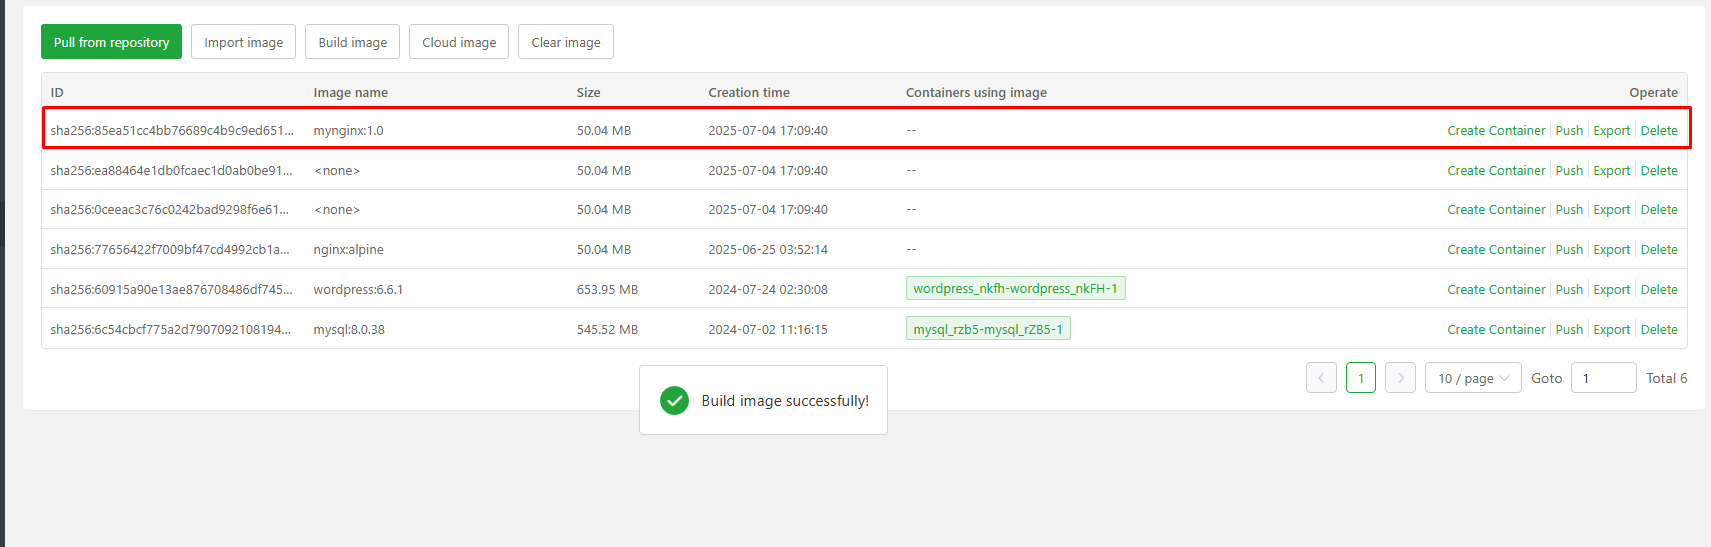 Pull from repository Import image Build image Cloud image Clear image
ID Image name Size Creation time Containers using image Operate
sha256:85ea51cc4bb76689c4b9c9ed651... mynginx:1.0 50.04 MB 2025-07-04 17:09:40 -- Create Container Push Export Delete
sha256:ea88464e1db0fcaec1d0ab0be91... <none> 50.04 MB 2025-07-04 17:09:40 -- Create Container Push Export Delete
sha256:0ceeac3c76c0242bad9298f6e61... <none> 50.04 MB 2025-07-04 17:09:40 -- Create Container Push Export Delete
sha256:77656422f7009bf47cd4992cb1a... nginx:alpine 50.04 MB 2025-06-25 03:52:14 -- Create Container Push Export Delete
sha256:60915a90e13ae876708486df745... wordpress:6.6.1 653.95 MB 2024-07-24 02:30:08 wordpress_nkfh-wordpress_nkFH-1 Create Container Push Export Delete
sha256:6c54cbcf775a2d7907092108194... mysql:8.0.38 545.52 MB 2024-07-02 11:16:15 mysql_rzb5-mysql_rZB5-1 Create Container Push Export Delete
1 10 / page Goto 1 Total 6
Build image successfully!